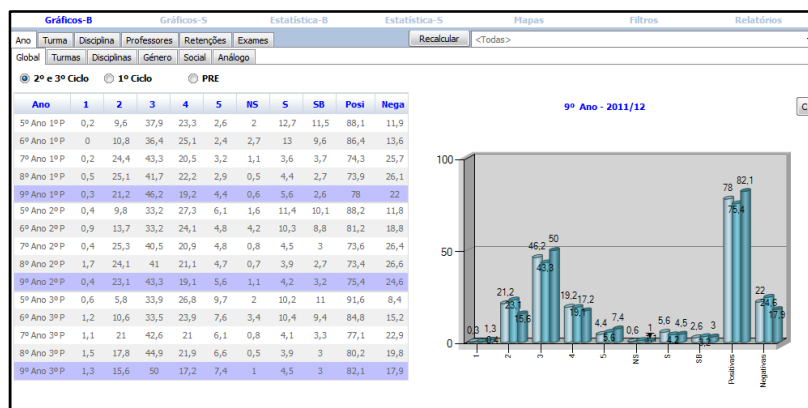 Gráficos-B Gráficos-S Estatística-B Estatística-S Mapas Filtros Relatórios
Ano Turma Disciplina Professores Retenções Exames Recalcular <Todas>
Global Turmas Disciplinas Género Social Análogo
2º e 3º Ciclo 1º Ciclo PRE
Ano 1 2 3 4 5 NS S SB Posi Nega
5º Ano 1º P 0,2 9,6 37,9 23,3 2,6 2 12,7 11,5 88,1 11,9
6º Ano 1º P 0 10,8 36,4 25,1 2,4 2,7 13 9,6 86,4 13,6
7º Ano 1º P 0,2 24,4 43,3 20,5 3,2 1,1 3,6 3,7 74,3 25,7
8º Ano 1º P 0,5 25,1 41,7 22,2 2,9 0,5 4,4 2,7 73,9 26,1
9º Ano 1º P 0,3 21,2 46,2 19,2 4,4 0,6 5,6 2,6 78 22
5º Ano 2º P 0,4 9,8 33,2 27,3 6,1 1,6 11,4 10,1 88,2 11,8
6º Ano 2º P 0,9 13,7 33,2 24,1 4,8 4,2 10,3 8,8 81,2 18,8
7º Ano 2º P 0,4 25,3 40,5 20,9 4,8 0,8 4,5 3 73,6 26,4
8º Ano 2º P 1,7 24,1 41 21,1 4,7 0,7 3,9 2,7 73,4 26,6
9º Ano 2º P 0,4 23,1 43,3 19,1 5,6 1,1 4,2 3,2 75,4 24,6
5º Ano 3º P 0,6 5,8 33,9 26,8 9,7 2 10,2 11 91,6 8,4
6º Ano 3º P 1,2 10,6 33,5 23,9 7,6 3,4 10,4 9,4 84,8 15,2
7º Ano 3º P 1,1 21 42,6 21 6,1 0,8 4,1 3,3 77,1 22,9
8º Ano 3º P 1,5 17,8 44,9 21,9 6,6 0,5 3,9 3 80,2 19,8
9º Ano 3º P 1,3 15,6 50 17,2 7,4 1 4,5 3 82,1 17,9
9º Ano - 2011/12
100
50
0
0,3 0,4 1,3
21,2 23,1 15,6
46,2 43,3 50
19,2 19,1 17,2
4,4 5,6 7,4
0,6 1
5,6 4,2 4,5
2,6 3,2 3
78 75,4 82,1
22 24,6 17,9
1 2 3 4 5 NS S SB Positivas Negativas